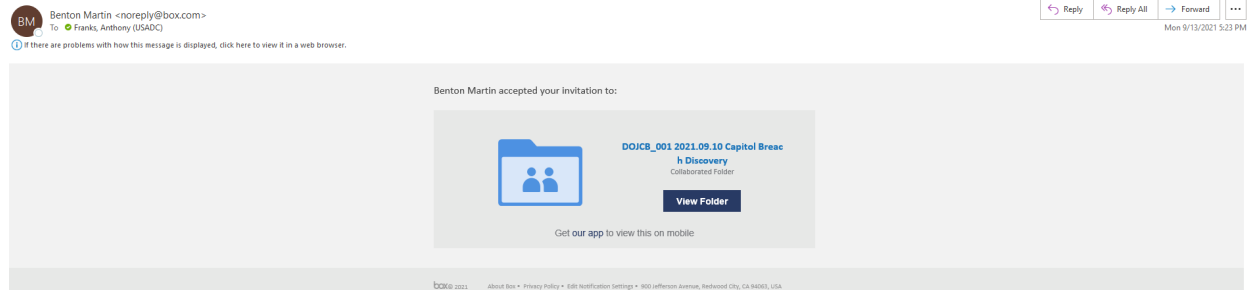 BM
Benton Martin <noreply@box.com>
To Franks, Anthony (USADC)
Reply Reply All Forward ...
Mon 9/13/2021 5:23 PM
If there are problems with how this message is displayed, click here to view it in a web browser.
Benton Martin accepted your invitation to:
DOJCB_001 2021.09.10 Capitol Breac
h Discovery
Collaborated Folder
View Folder
Get our app to view this on mobile
box © 2021 About Box • Privacy Policy • Edit Notification Settings • 900 Jefferson Avenue, Redwood City, CA 94063, USA